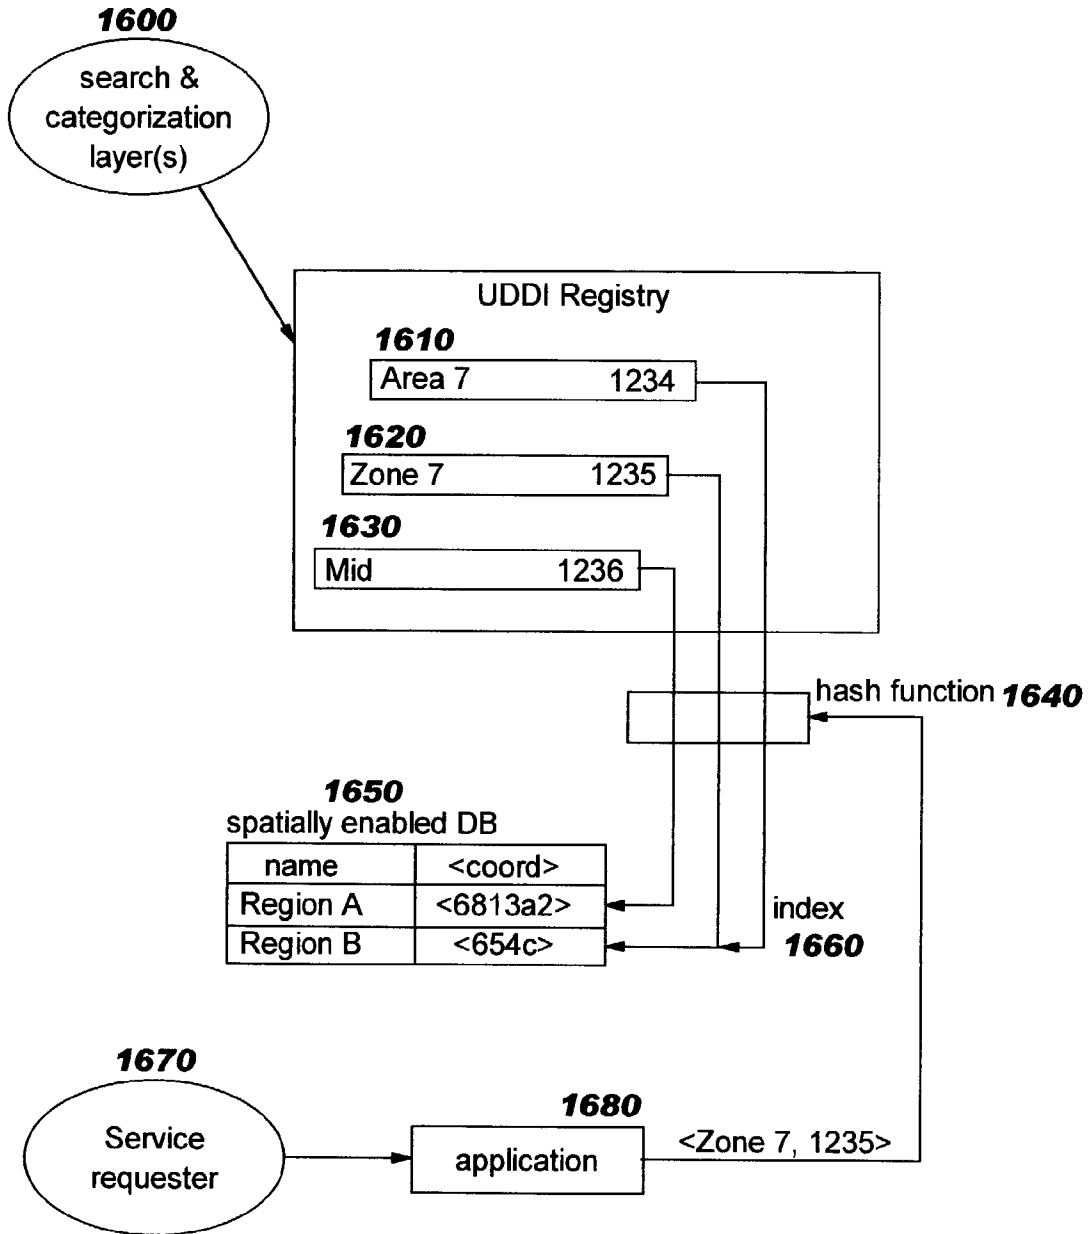 1600
search &
categorization
layer(s)
UDDI Registry
1610
Area 7 1234
1620
Zone 7 1235
1630
Mid 1236
hash function 1640
1650
spatially enabled DB
name <coord>
Region A <6813a2>
Region B <654c>
index
1660
1670
Service
requester
1680
application
<Zone 7, 1235>